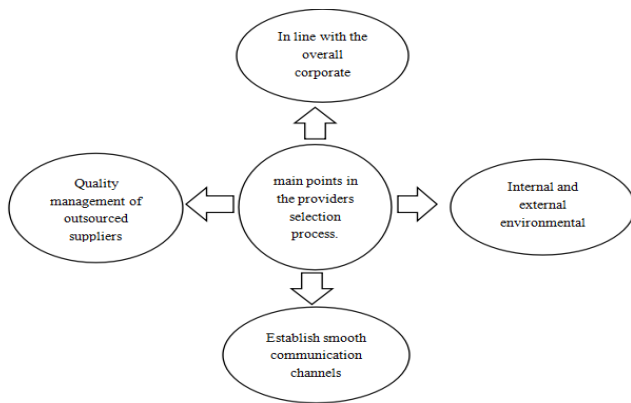 In line with the
overall
corporate
Quality
management of
outsourced
suppliers
main points in
the providers
selection
process.
Internal and
external
environmental
Establish smooth
communication
channels